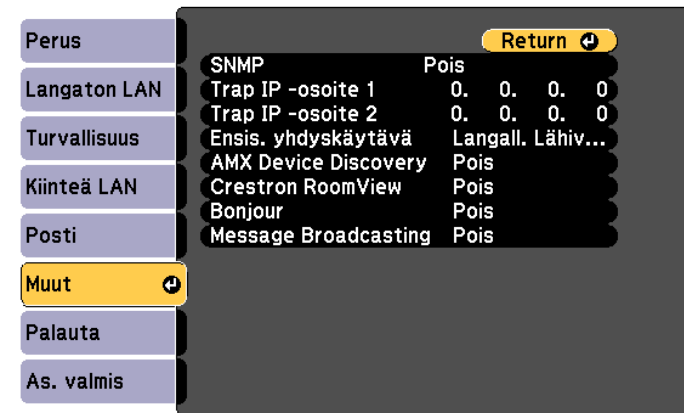 Perus
Langaton LAN
Turvallisuus
Kiinteä LAN
Posti
Muut
Palauta
As. valmis
Return
SNMP Pois
Trap IP -osoite 1 0. 0. 0. 0
Trap IP -osoite 2 0. 0. 0. 0
Ensis. yhdyskäytävä Langall. Lähiv...
AMX Device Discovery Pois
Crestron RoomView Pois
Bonjour Pois
Message Broadcasting Pois